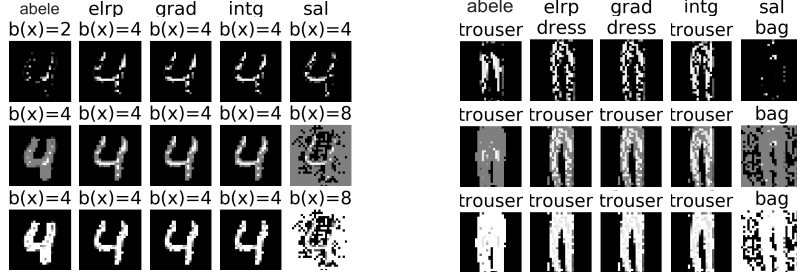 abele elrp grad intg sal
b(x)=2 b(x)=4 b(x)=4 b(x)=4 b(x)=4
b(x)=4 b(x)=4 b(x)=4 b(x)=4 b(x)=8
b(x)=4 b(x)=4 b(x)=4 b(x)=4 b(x)=8
abele elrp grad intg sal
trouser dress dress trouser bag
trouser trouser trouser trouser bag
trouser trouser trouser trouser bag